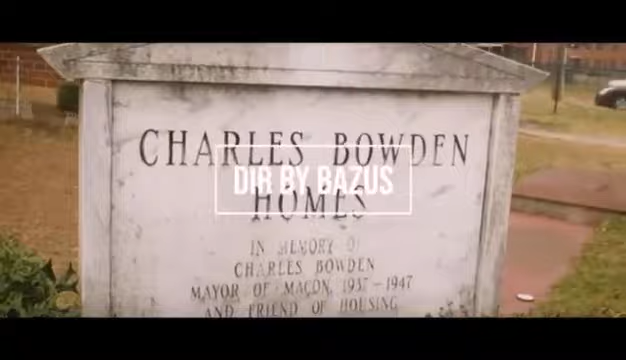 CHARLES BOWDEN
DIR BY BAZUS
HOMES
IN MEMORY OF
CHARLES BOWDEN
MAYOR OF MACON, 1937-1947
AND FRIEND OF HOUSING